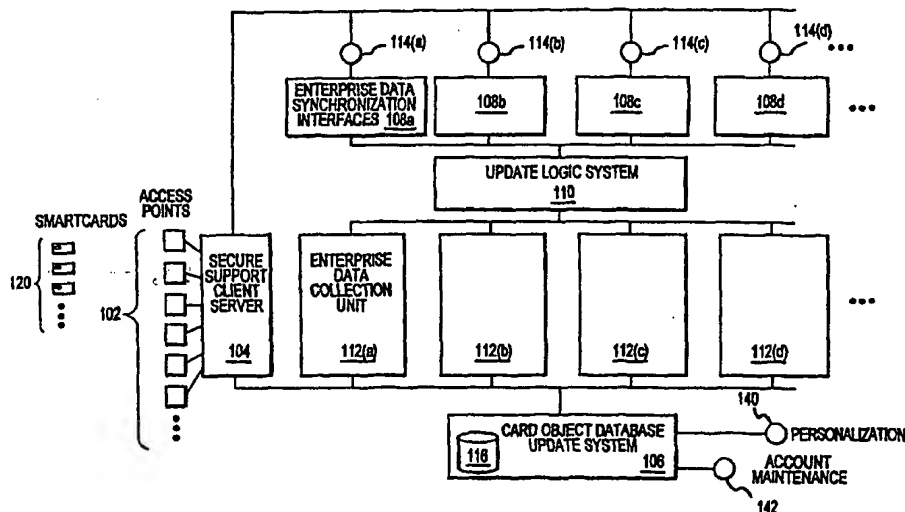 114(a)
114(b)
114(c)
114(d)
ENTERPRISE DATA
SYNCHRONIZATION
INTERFACES 108a
108b
108c
108d
UPDATE LOGIC SYSTEM
110
SMARTCARDS
ACCESS
POINTS
120
102
SECURE
SUPPORT
CLIENT
SERVER
104
ENTERPRISE
DATA
COLLECTION
UNIT
112(a)
112(b)
112(c)
112(d)
CARD OBJECT DATABASE
UPDATE SYSTEM
116
106
140
PERSONALIZATION
ACCOUNT
MAINTENANCE
142